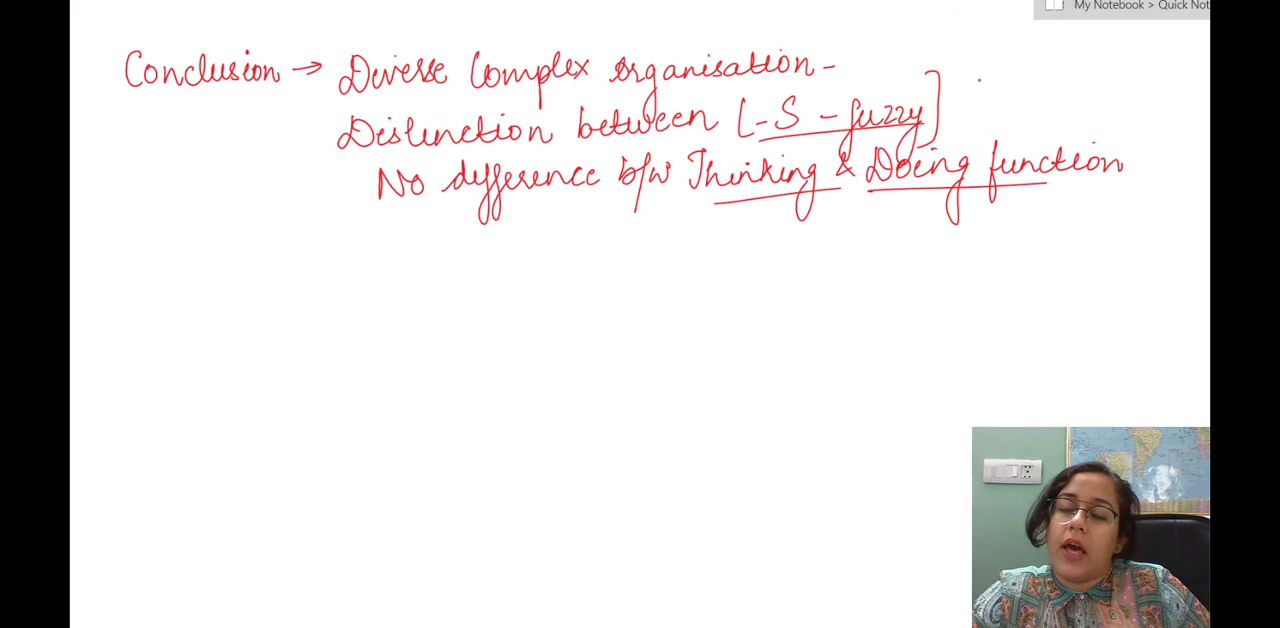 My Notebook > Quick Not
Conclusion → Diverse Complex organisation -
Distinction between L-S - fuzzy]
No difference b/w Thinking & Doing function